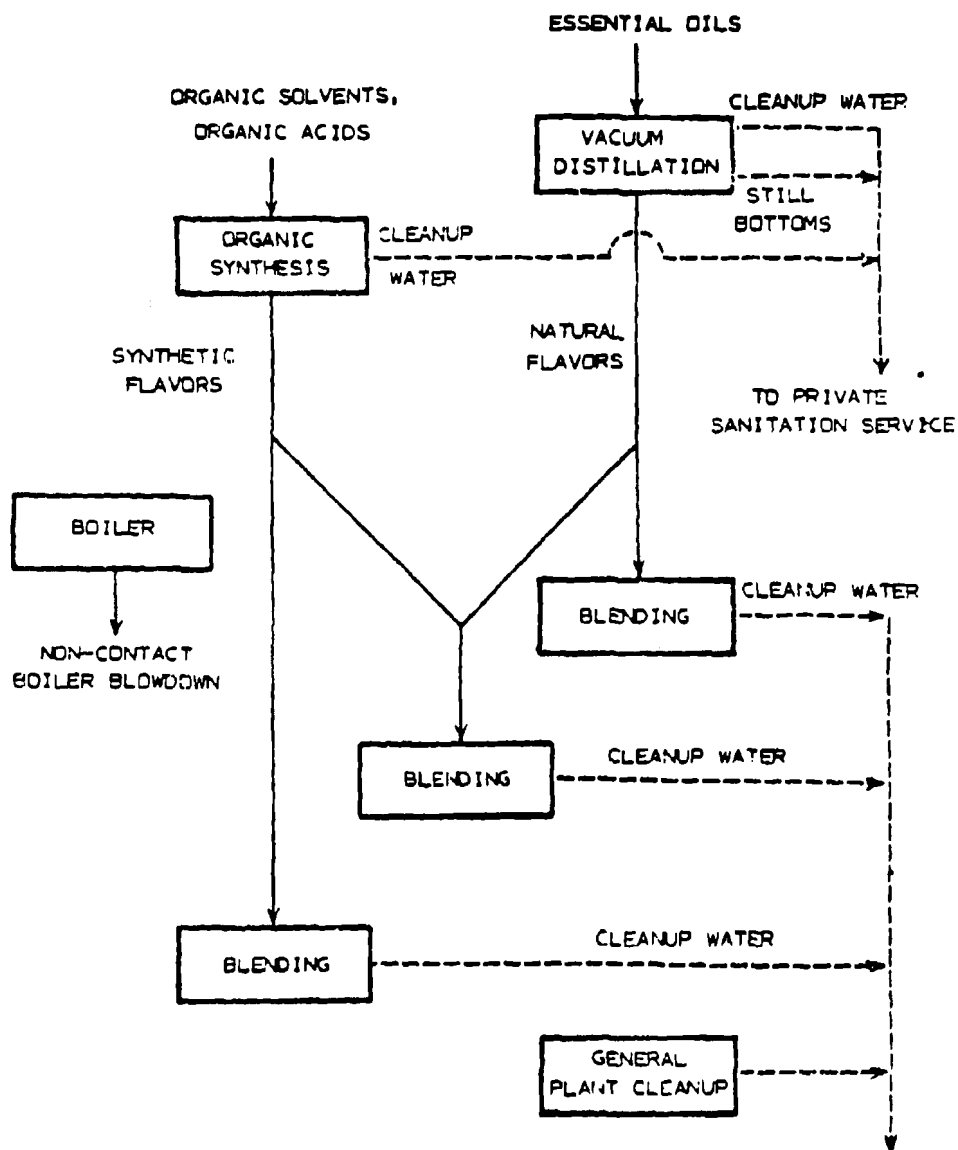 ESSENTIAL OILS
ORGANIC SOLVENTS,
ORGANIC ACIDS
CLEANUP WATER
VACUUM
DISTILLATION
STILL
BOTTOMS
ORGANIC
SYNTHESIS
CLEANUP
WATER
SYNTHETIC
FLAVORS
NATURAL
FLAVORS
TO PRIVATE
SANITATION SERVICE
BOILER
NON-CONTACT
BOILER BLOWDOWN
BLENDING
CLEANUP WATER
BLENDING
CLEANUP WATER
BLENDING
CLEANUP WATER
GENERAL
PLANT CLEANUP